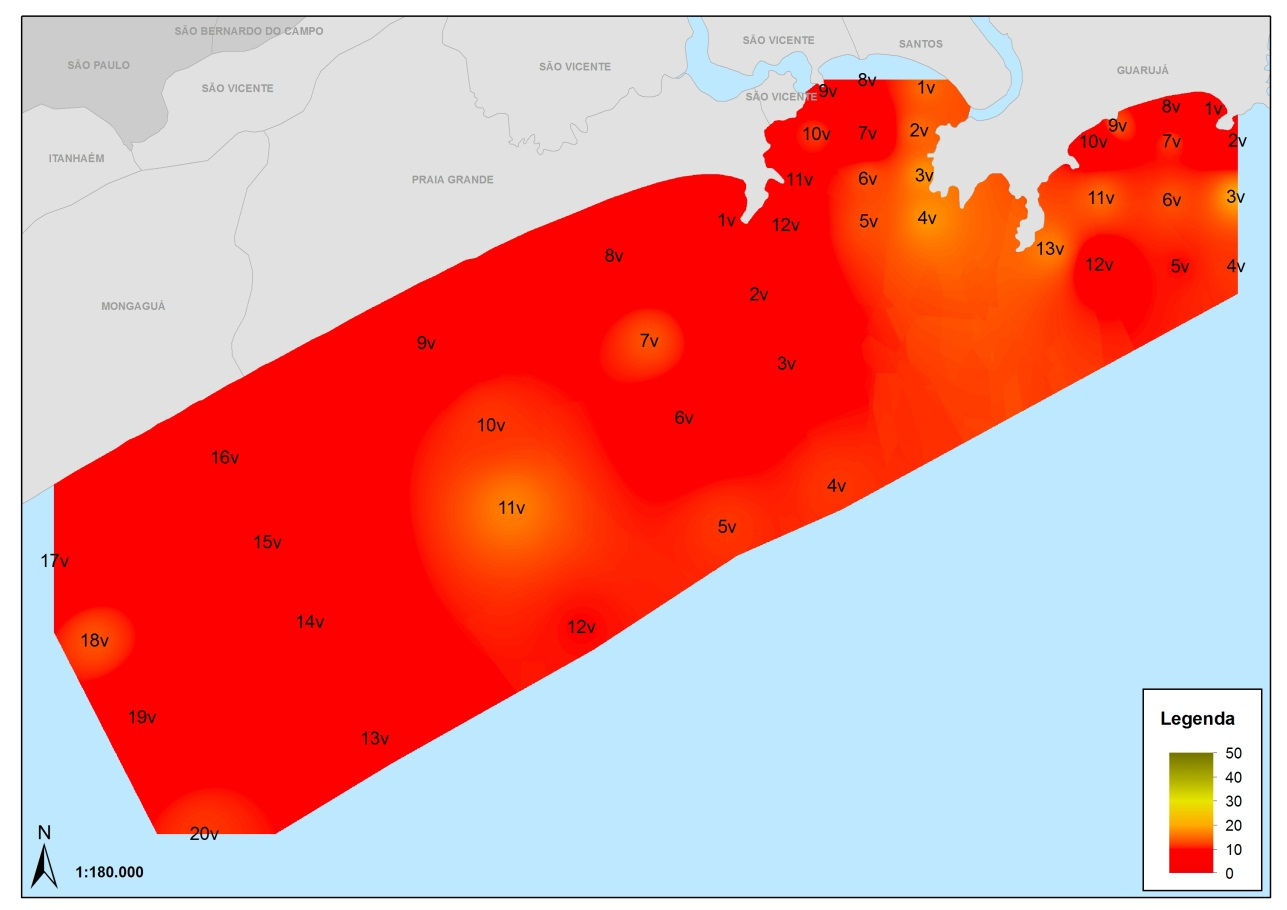 SÃO BERNARDO DO CAMPO
SÃO VICENTE
SANTOS
SÃO PAULO
SÃO VICENTE
GUARUJÁ
SÃO VICENTE
SÃO VICENTE
8v
9v
1v
8v
1v
9v
10v
7v
2v
10v
7v
2v
ITANHAÉM
PRAIA GRANDE
11v
6v
3v
11v
6v
3v
1v
12v
5v
4v
13v
8v
12v
5v
4v
MONGAGUÁ
2v
9v
7v
3v
10v
6v
16v
11v
4v
5v
15v
17v
14v
12v
18v
19v
13v
20v
Legenda
50
40
30
20
10
0
N
1:180.000